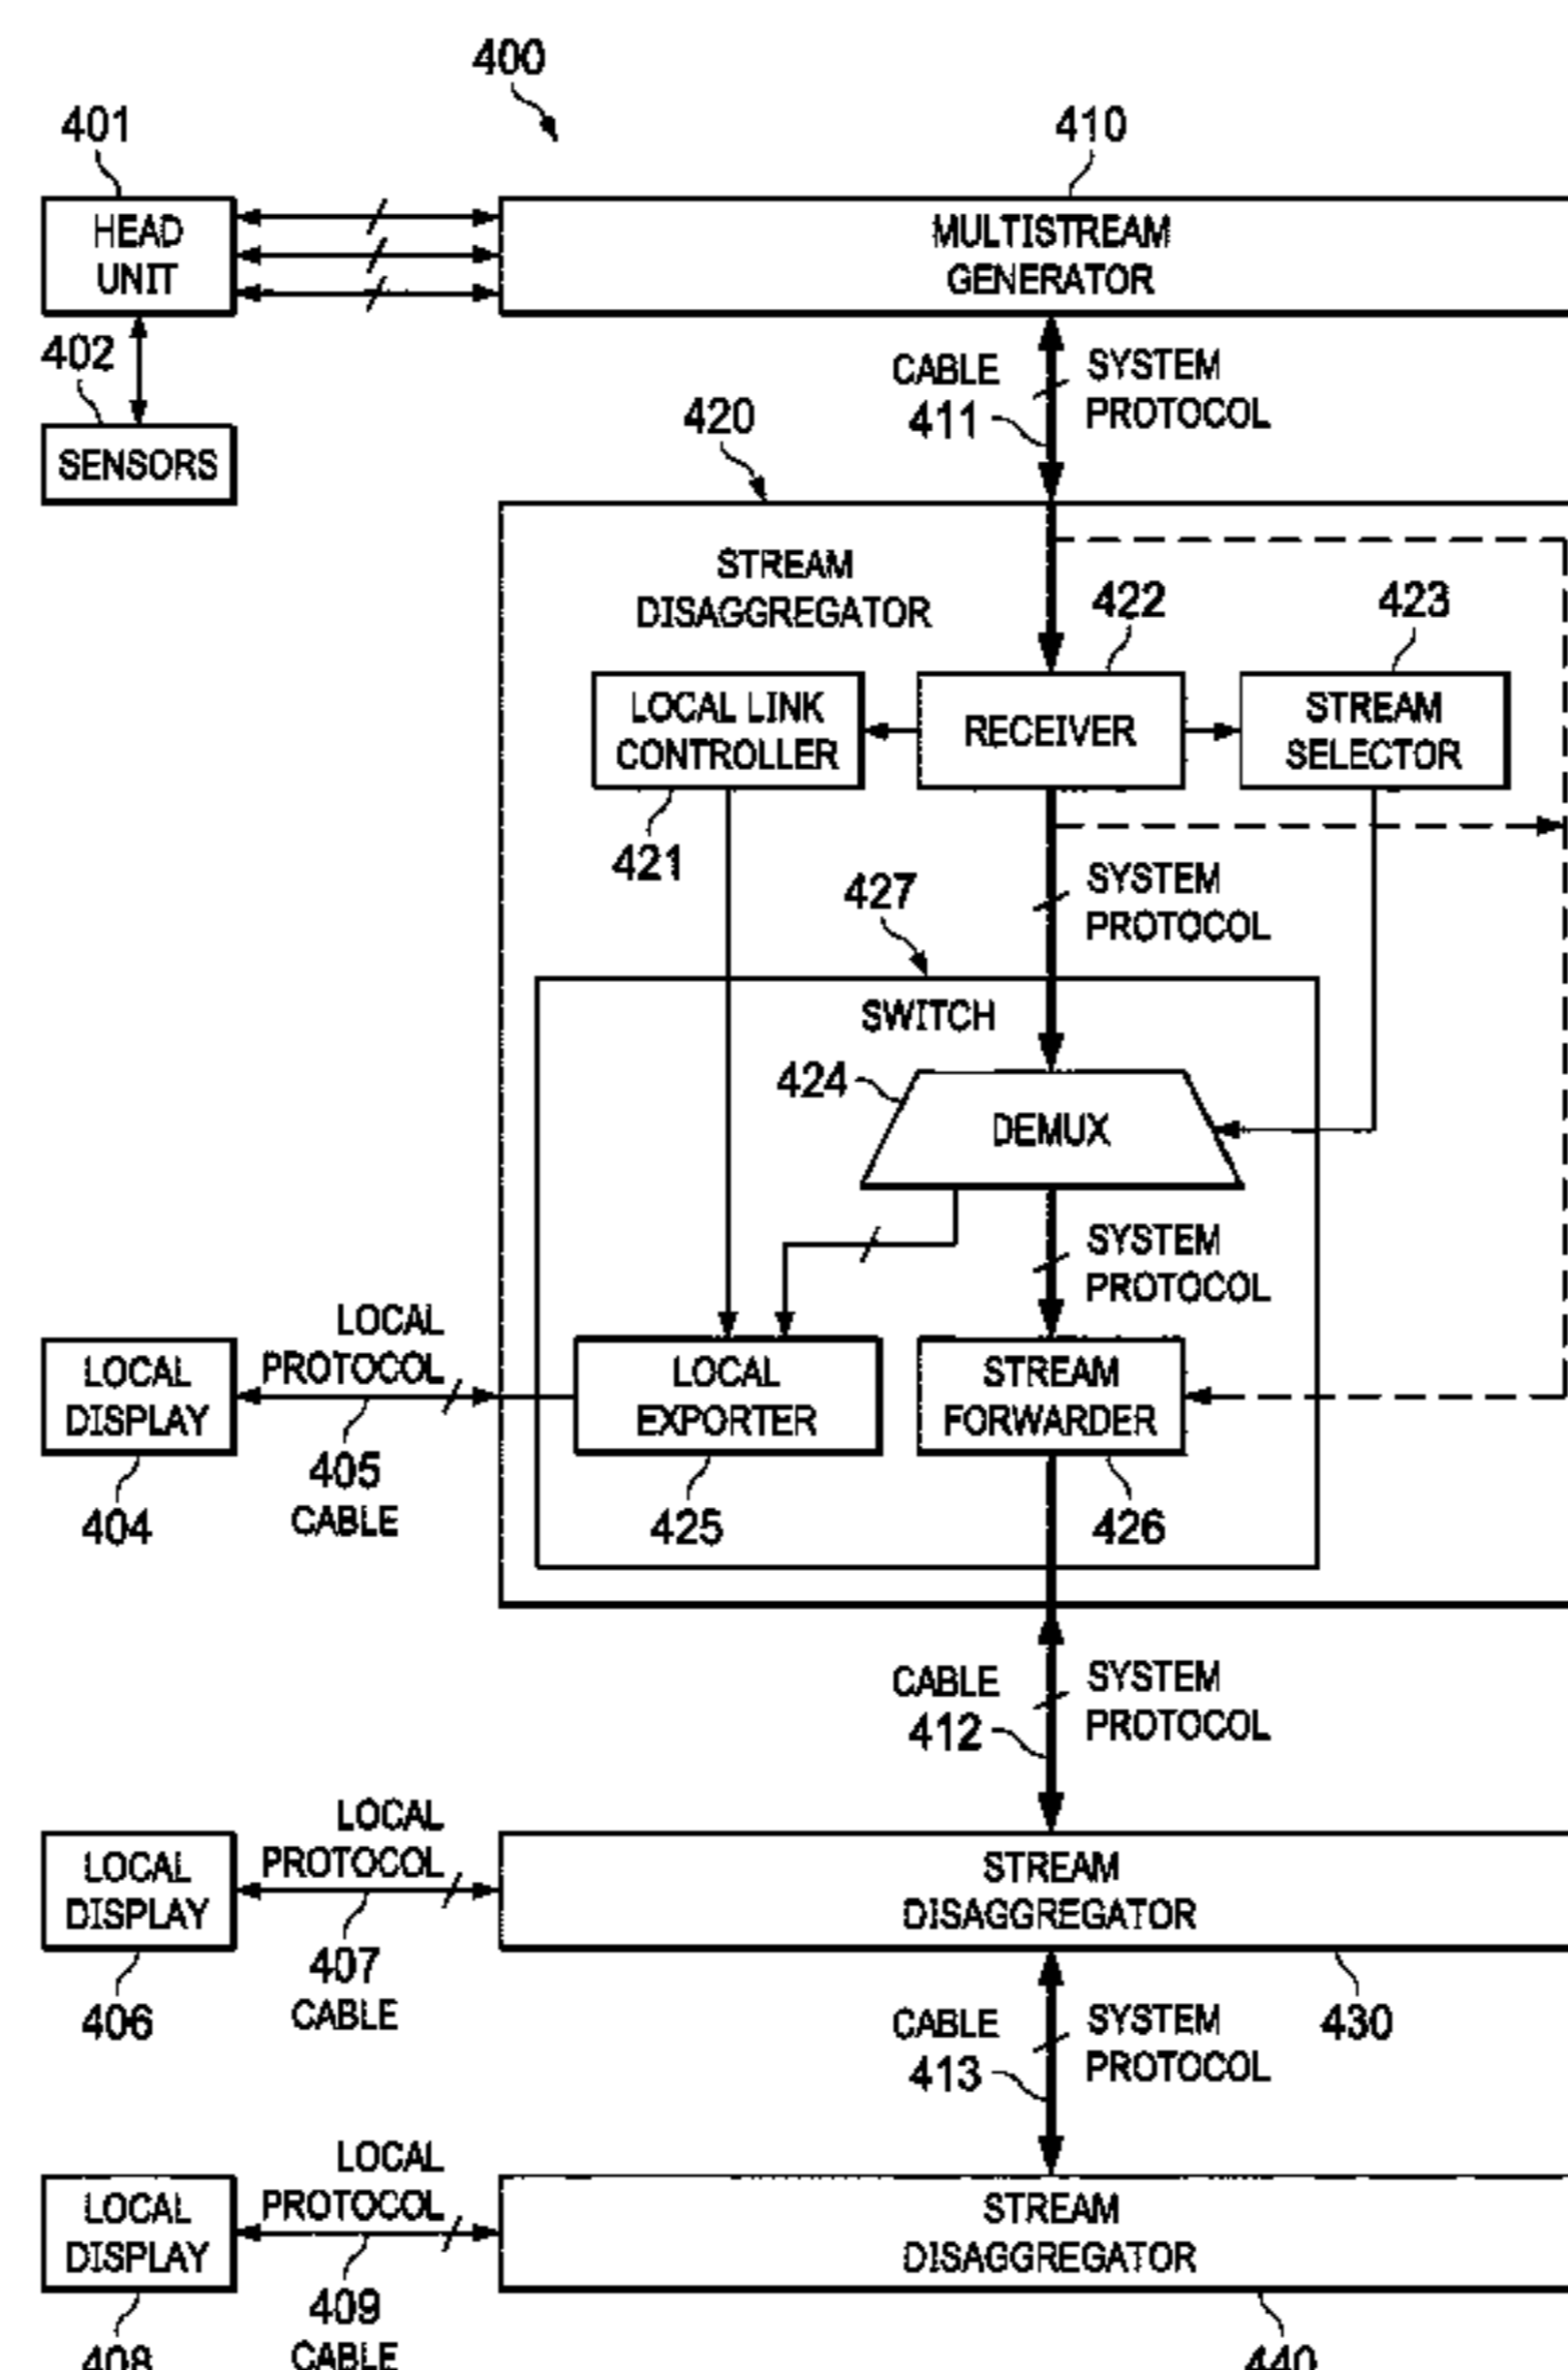 400
401
410
HEAD
UNIT
MULTISTREAM
GENERATOR
402
CABLE
411
SYSTEM
PROTOCOL
SENSORS
420
STREAM
DISAGGREGATOR
422
423
LOCAL LINK
CONTROLLER
RECEIVER
STREAM
SELECTOR
421
427
SYSTEM
PROTOCOL
SWITCH
424
DEMUX
SYSTEM
PROTOCOL
LOCAL
PROTOCOL
LOCAL
DISPLAY
LOCAL
EXPORTER
STREAM
FORWARDER
405
CABLE
404
425
426
CABLE
412
SYSTEM
PROTOCOL
LOCAL
PROTOCOL
LOCAL
DISPLAY
STREAM
DISAGGREGATOR
407
CABLE
406
CABLE
413
SYSTEM
PROTOCOL
430
LOCAL
PROTOCOL
LOCAL
DISPLAY
STREAM
DISAGGREGATOR
409
CABLE
408
440